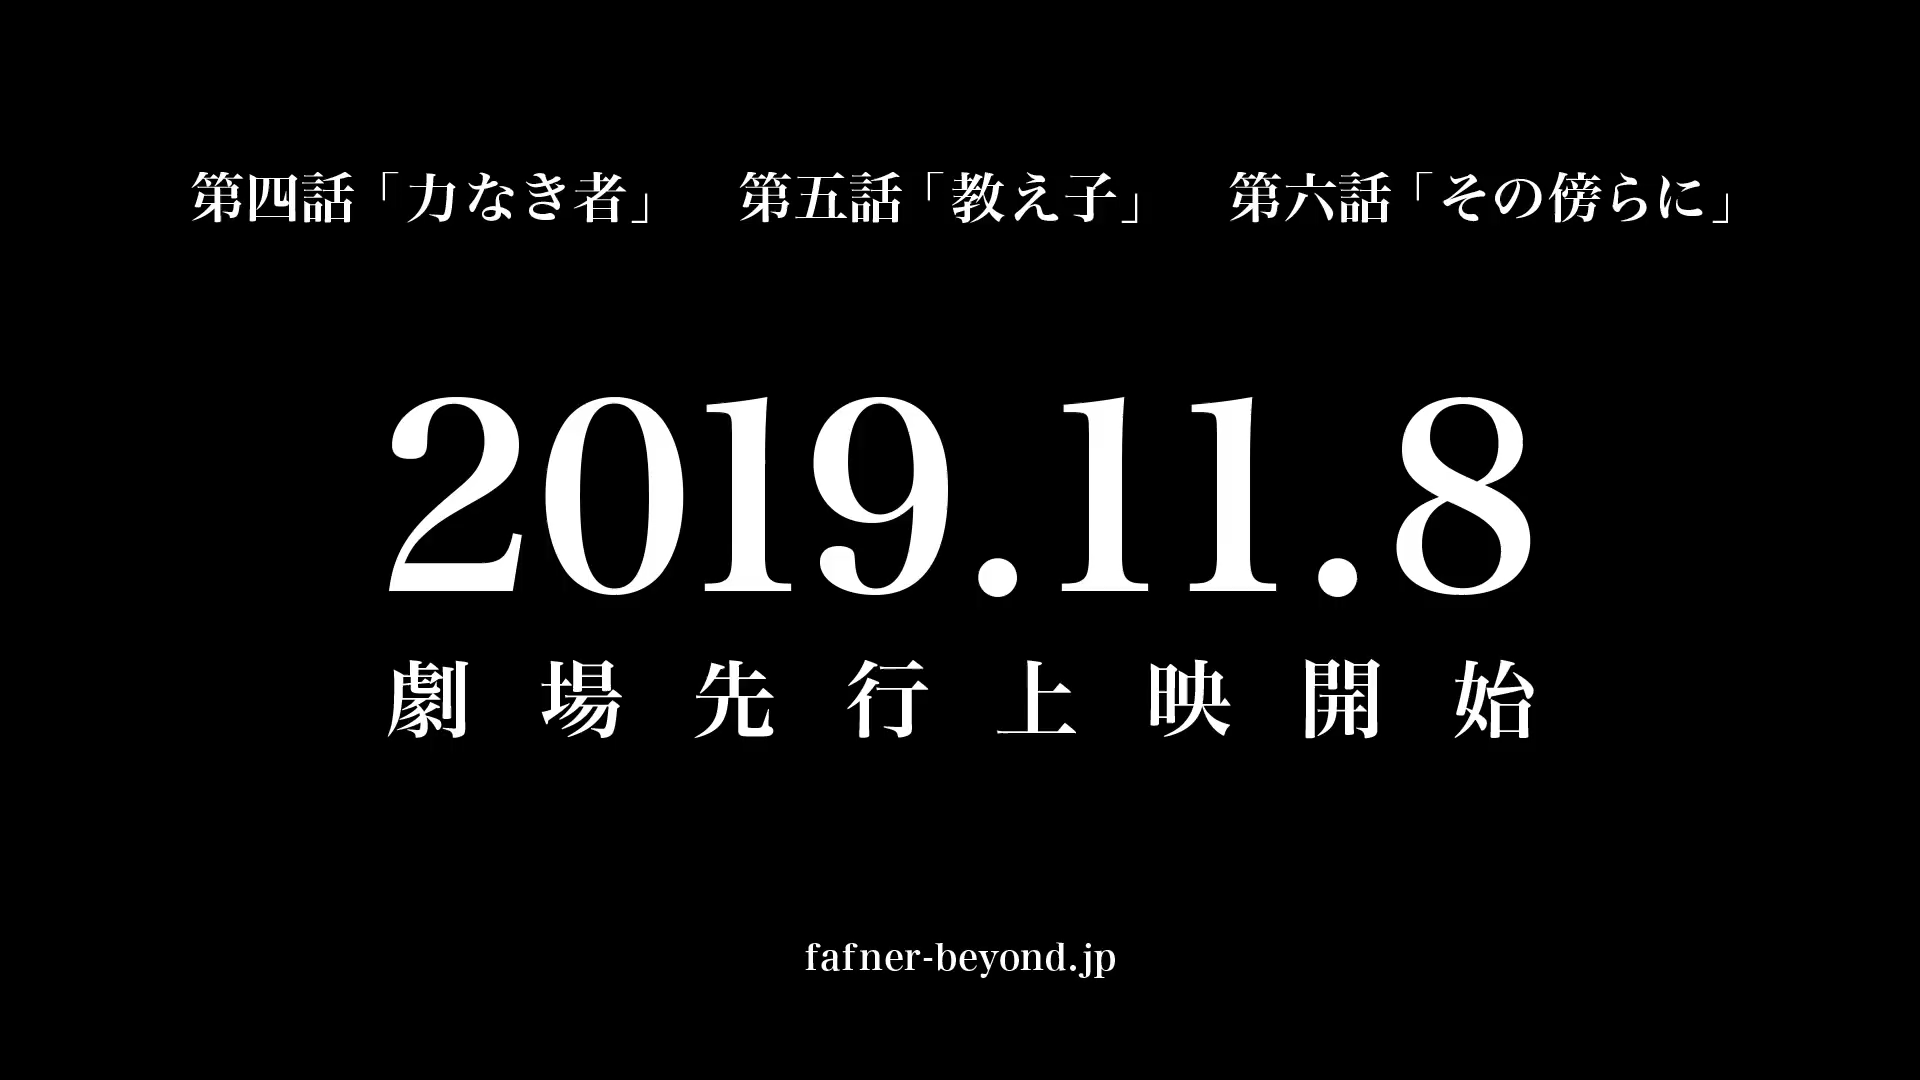 第四話「力なき者」　第五話「教え子」　第六話「その傍らに」
2019.11.8
劇場先行上映開始
fafner-beyond.jp